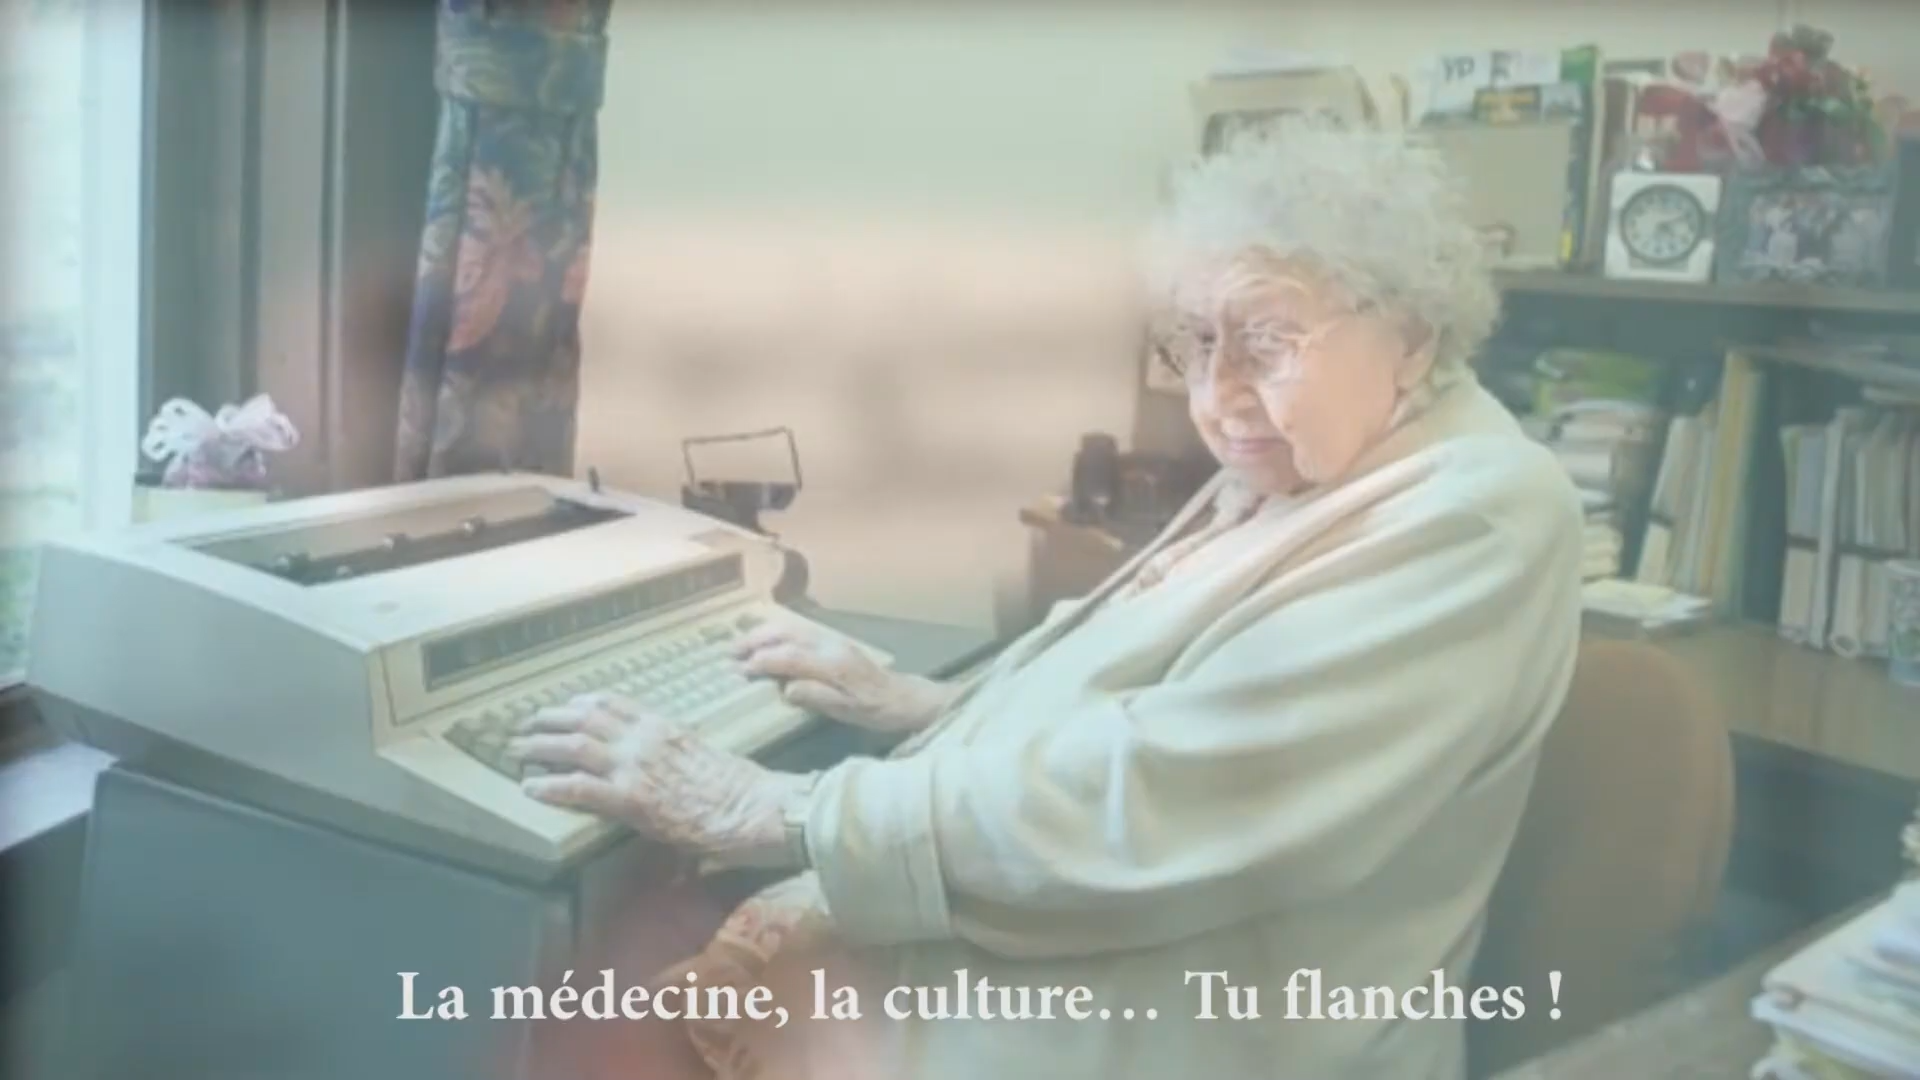 La médecine, la culture… Tu flanches !